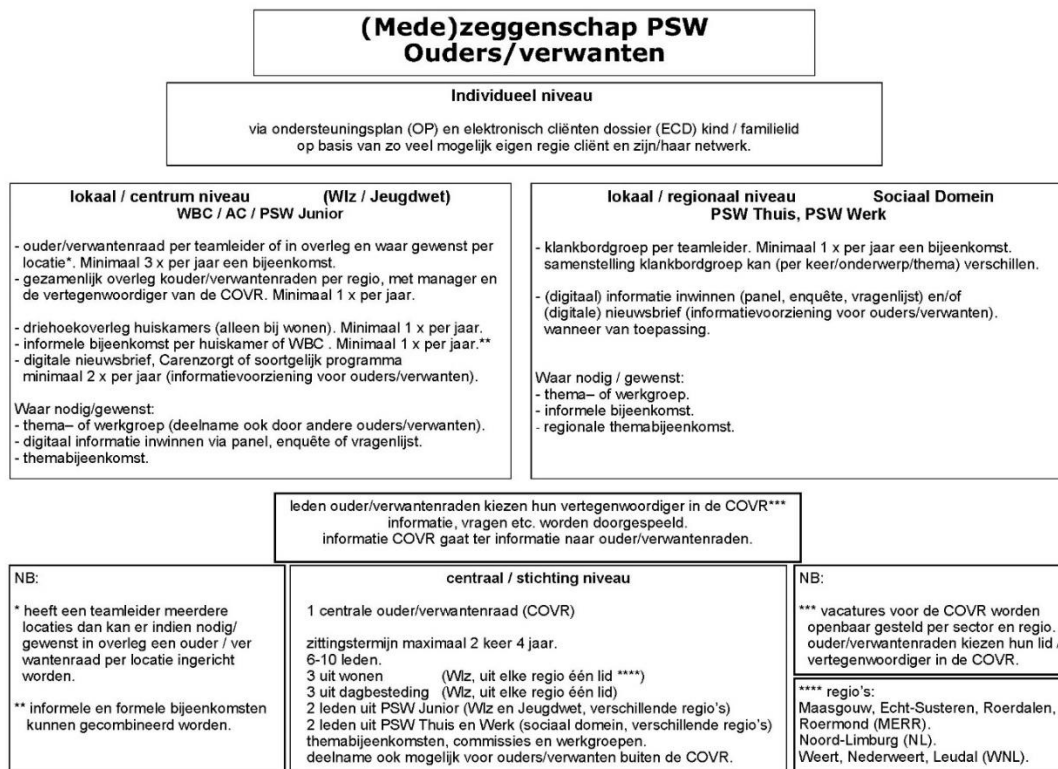 (Mede)zeggenschap PSW
Ouders/verwanten
Individueel niveau
via ondersteuningsplan (OP) en elektronisch cliënten dossier (ECD) kind / familielid
op basis van zo veel mogelijk eigen regie cliënt en zijn/haar netwerk.
lokaal / centrum niveau (Wlz / Jeugdwet)
WBC / AC / PSW Junior
- ouder/verwantenraad per teamleider of in overleg en waar gewenst per
locatie*. Minimaal 3 x per jaar een bijeenkomst.
- gezamenlijk overleg kouder/verwantenraden per regio, met manager en
de vertegenwoordiger van de COVR. Minimaal 1 x per jaar.
- driehoekoverleg huiskamers (alleen bij wonen). Minimaal 1 x per jaar.
- informele bijeenkomst per huiskamer of WBC . Minimaal 1 x per jaar.**
- digitale nieuwsbrief, Carenzorgt of soortgelijk programma
minimaal 2 x per jaar (informatievoorziening voor ouders/verwanten).
Waar nodig/gewenst:
- thema– of werkgroep (deelname ook door andere ouders/verwanten).
- digitaal informatie inwinnen via panel, enquête of vragenlijst.
- themabijeenkomst.
lokaal / regionaal niveau Sociaal Domein
PSW Thuis, PSW Werk
- klankbordgroep per teamleider. Minimaal 1 x per jaar een bijeenkomst.
samenstelling klankbordgroep kan (per keer/onderwerp/thema) verschillen.
- (digitaal) informatie inwinnen (panel, enquête, vragenlijst) en/of
(digitale) nieuwsbrief (informatievoorziening voor ouders/verwanten).
wanneer van toepassing.
Waar nodig / gewenst:
- thema– of werkgroep.
- informele bijeenkomst.
- regionale themabijeenkomst.
leden ouder/verwantenraden kiezen hun vertegenwoordiger in de COVR***
informatie, vragen etc. worden doorgespeeld.
informatie COVR gaat ter informatie naar ouder/verwantenraden.
NB:
* heeft een teamleider meerdere
locaties dan kan er indien nodig/
gewenst in overleg een ouder / ver
wantenraad per locatie ingericht
worden.
** informele en formele bijeenkomsten
kunnen gecombineerd worden.
centraal / stichting niveau
1 centrale ouder/verwantenraad (COVR)
zittingstermijn maximaal 2 keer 4 jaar.
6-10 leden.
3 uit wonen (Wlz, uit elke regio één lid ****)
3 uit dagbesteding (Wlz, uit elke regio één lid)
2 leden uit PSW Junior (Wlz en Jeugdwet, verschillende regio's)
2 leden uit PSW Thuis en Werk (sociaal domein, verschillende regio's)
themabijeenkomsten, commissies en werkgroepen.
deelname ook mogelijk voor ouders/verwanten buiten de COVR.
NB:
*** vacatures voor de COVR worden
openbaar gesteld per sector en regio.
ouder/verwantenraden kiezen hun lid /
vertegenwoordiger in de COVR.
**** regio's:
Maasgouw, Echt-Susteren, Roerdalen,
Roermond (MERR).
Noord-Limburg (NL).
Weert, Nederweert, Leudal (WNL).